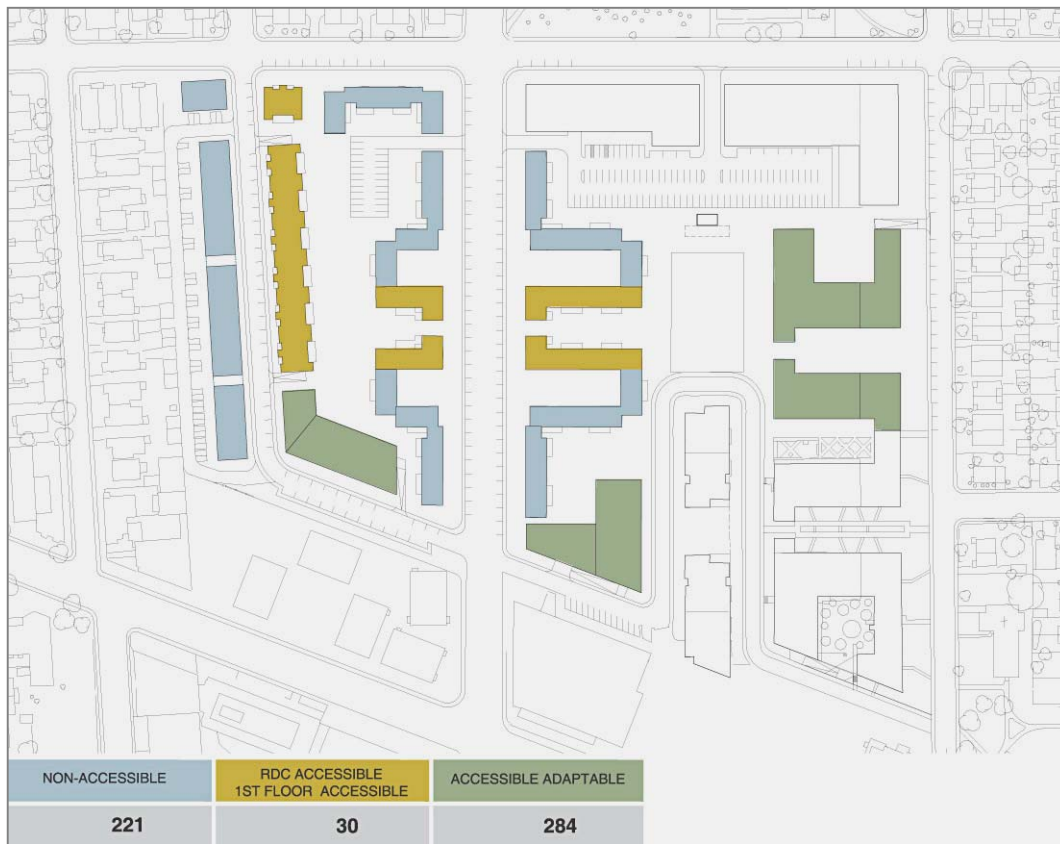 NON-ACCESSIBLE
RDC ACCESSIBLE
1ST FLOOR ACCESSIBLE
ACCESSIBLE ADAPTABLE
221
30
284